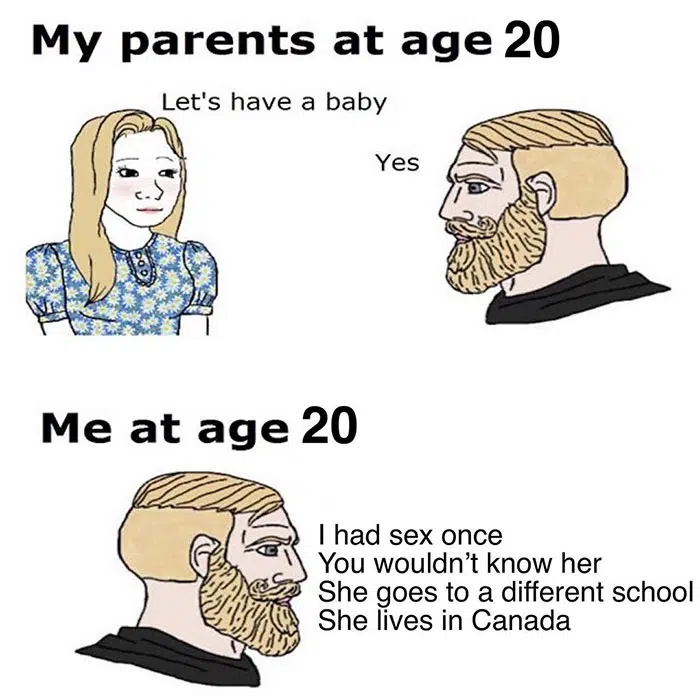 My parents at age 20
Let's have a baby
Yes
Me at age 20
I had sex once
You wouldn’t know her
She goes to a different school
She lives in Canada